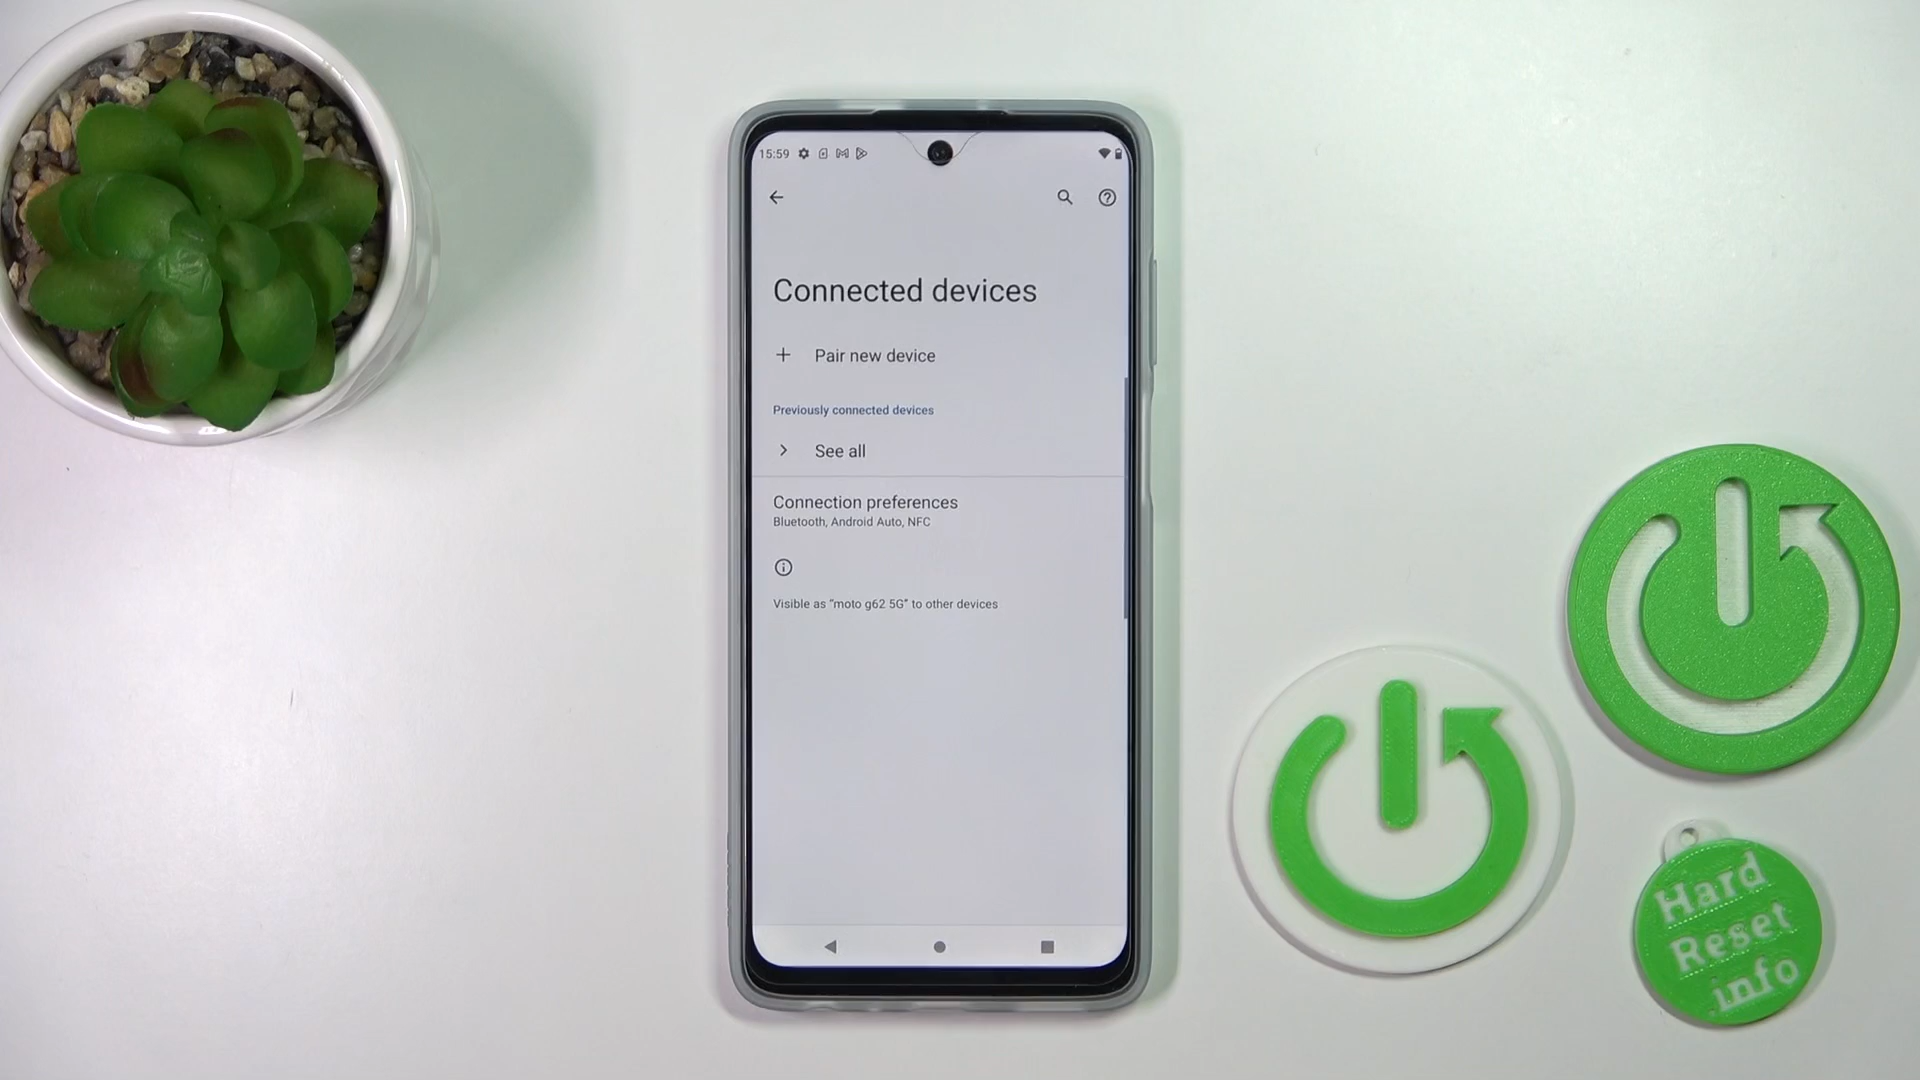 15:59
Connected devices
Pair new device
Previously connected devices
See all
Connection preferences
Bluetooth, Android Auto, NFC
Visible as “moto g62 5G” to other devices
Hard
Reset
.info